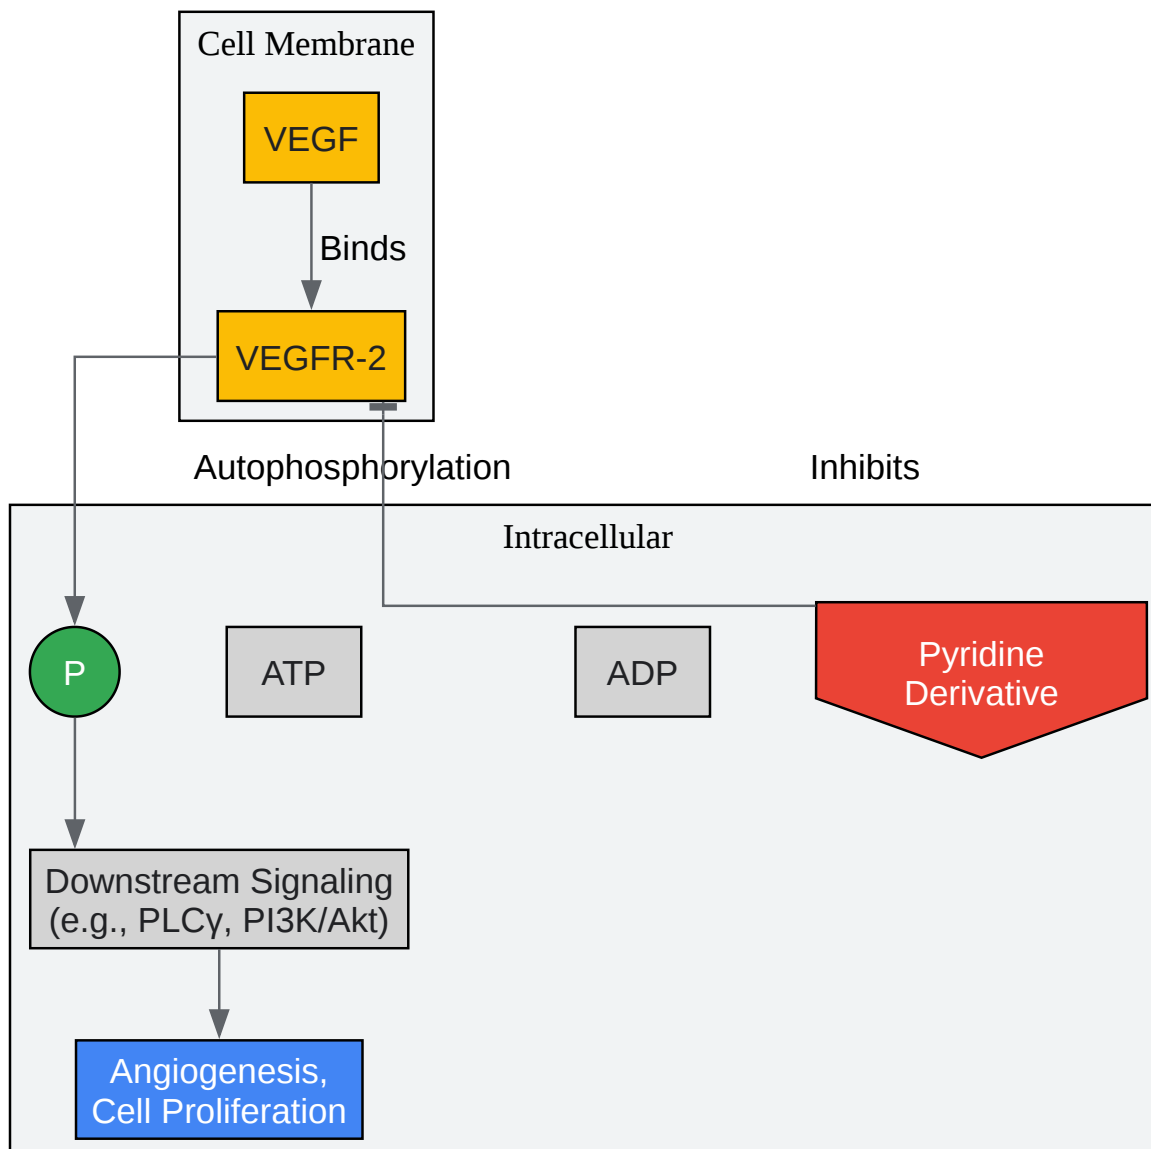 Cell Membrane
VEGF
Binds
VEGFR-2
Autophosphorylation
Inhibits
Intracellular
P
ATP
ADP
Pyridine
Derivative
Downstream Signaling
(e.g., PLCγ, PI3K/Akt)
Angiogenesis,
Cell Proliferation